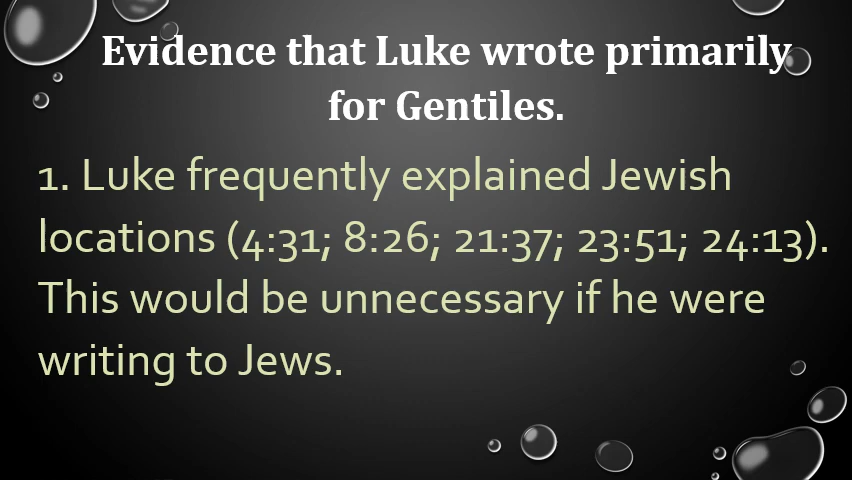 Evidence that Luke wrote primarily
for Gentiles.
1. Luke frequently explained Jewish
locations (4:31; 8:26; 21:37; 23:51; 24:13).
This would be unnecessary if he were
writing to Jews.